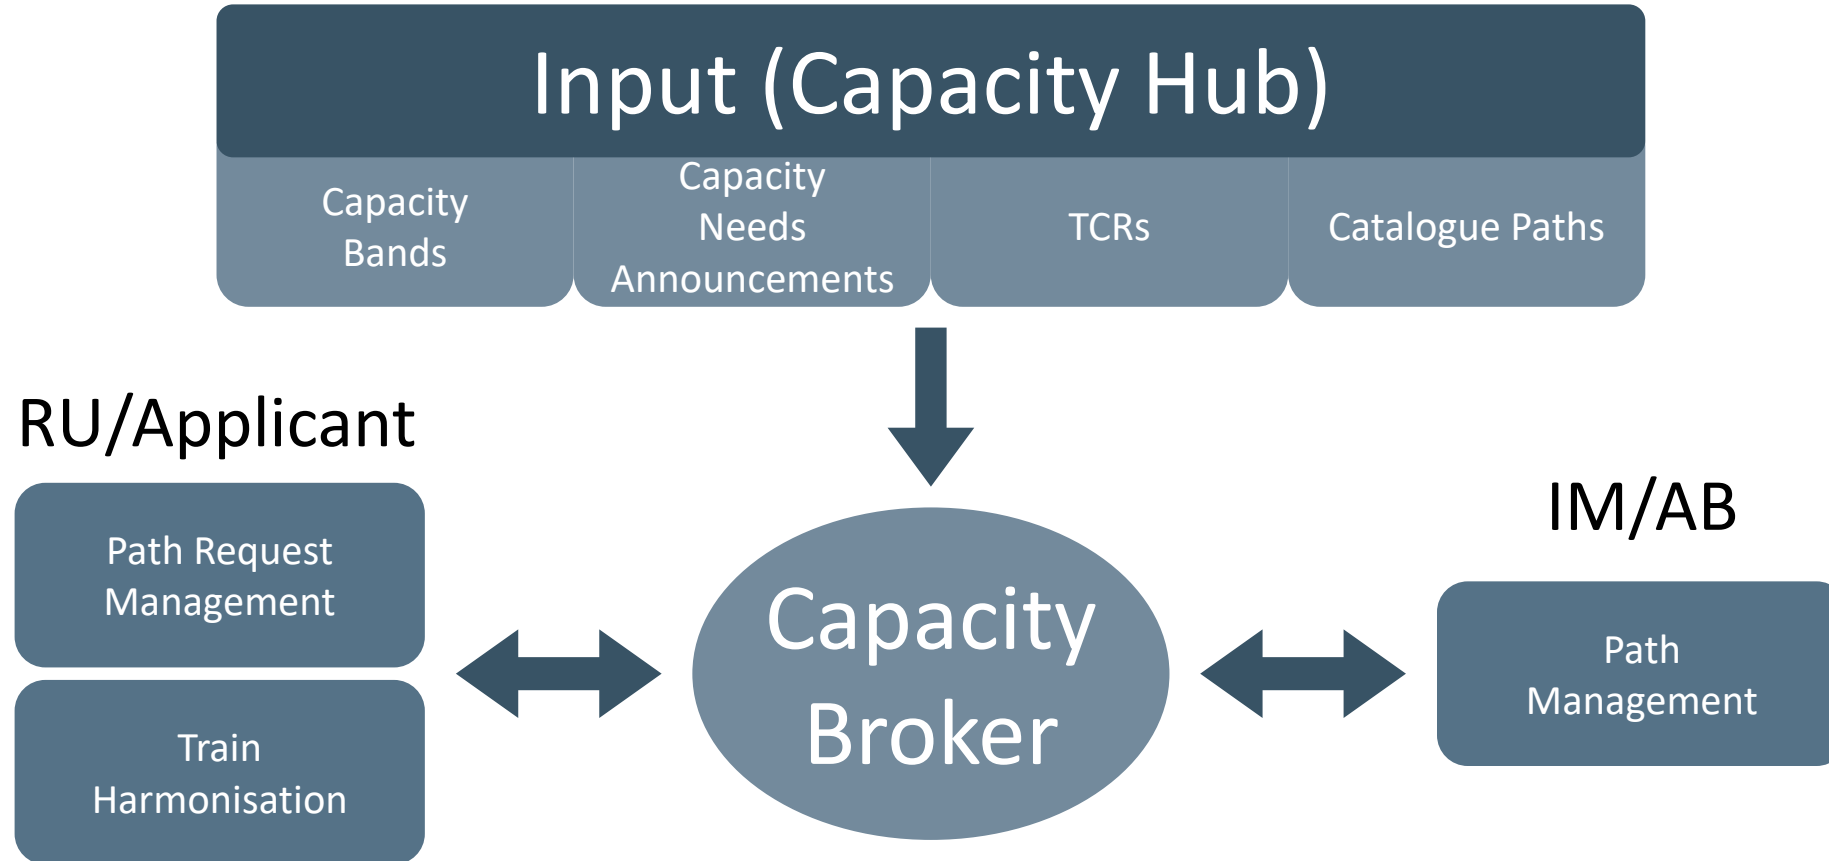 Input (Capacity Hub)
Capacity
Bands
Capacity
Needs
Announcements
TCRs
Catalogue Paths
RU/Applicant
Path Request
Management
Train
Harmonisation
Capacity
Broker
IM/AB
Path
Management